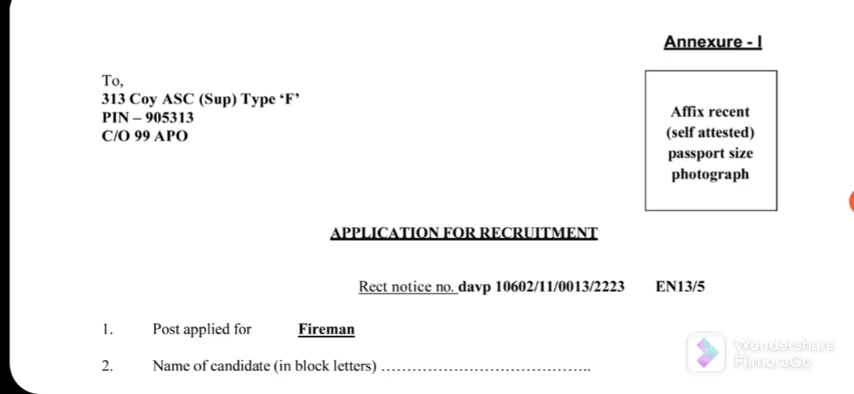 Annexure - I
To,
313 Coy ASC (Sup) Type ‘F’
PIN – 905313
C/O 99 APO
Affix recent
(self attested)
passport size
photograph
APPLICATION FOR RECRUITMENT
Rect notice no. davp 10602/11/0013/2223 EN13/5
1. Post applied for Fireman
2. Name of candidate (in block letters) …………………………………..
Wondershare
FilmoraGo